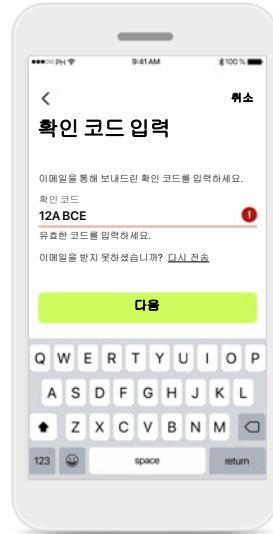 PH 9:41 AM 100 %
취소
확인 코드 입력
이메일을 통해 보내드린 확인 코드를 입력하세요.
확인 코드
12A BCE
유효한 코드를 입력하세요.
이메일을 받지 못하셨습니까? 다시 전송
다음
Q W E R T Y U I O P
A S D F G H J K L
Z X C V B N M
123 space return